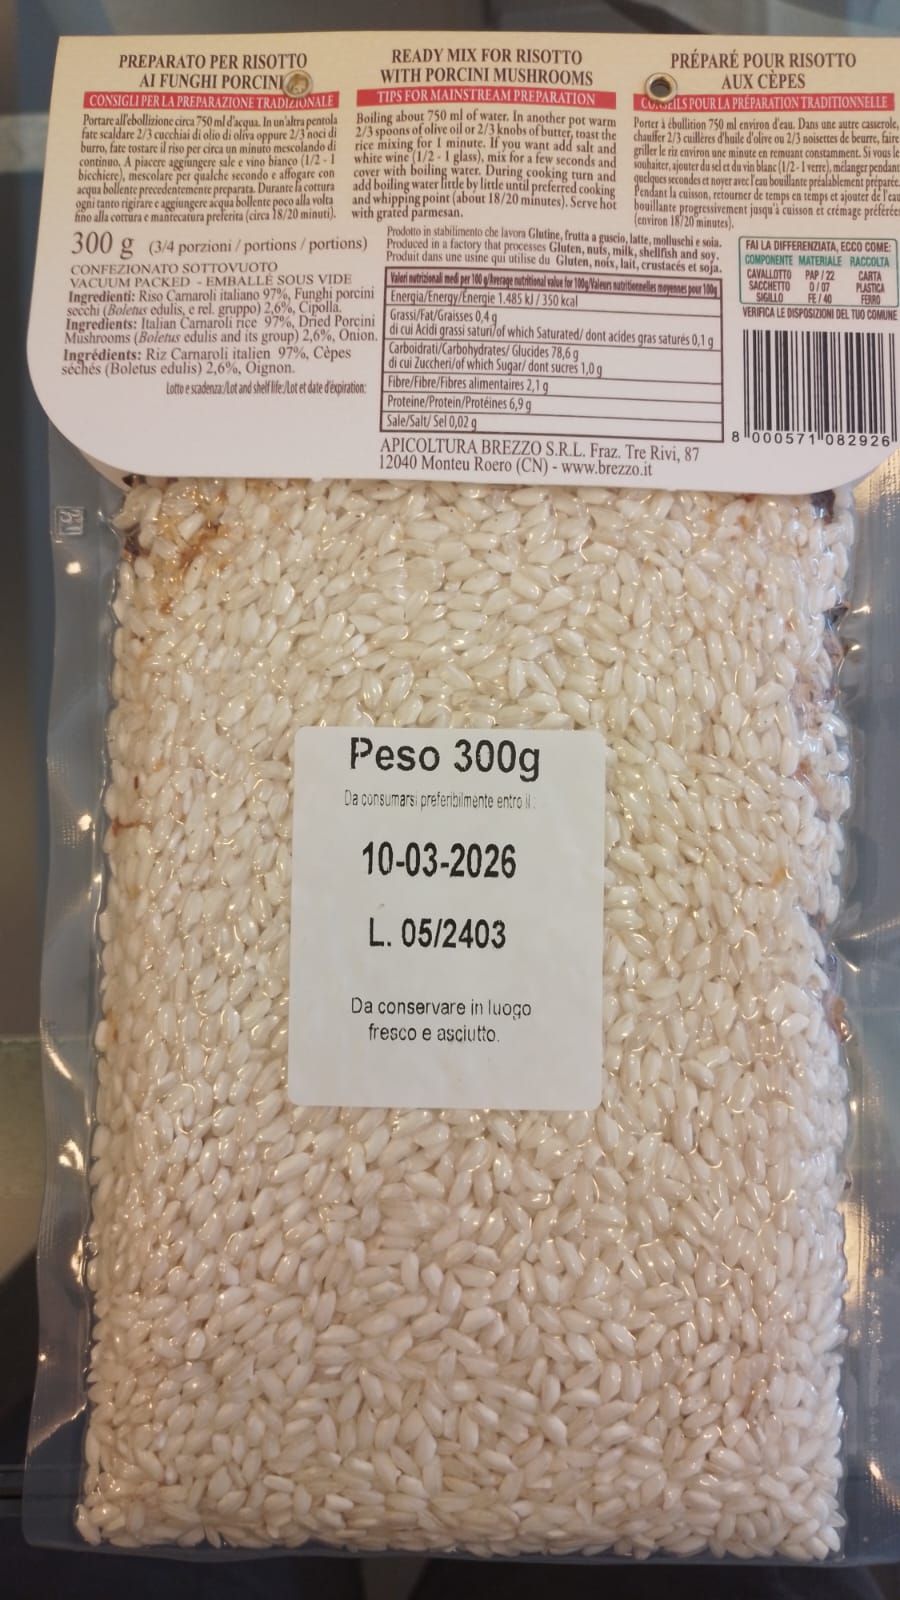 PREPARATO PER RISOTTO
AI FUNGHI PORCINI
CONSIGLI PER LA PREPARAZIONE TRADIZIONALE
Portare all'ebollizione circa 750 ml d'acqua. In un'altra pentola
fate scaldare 2/3 cucchiai di olio di oliva oppure 2/3 noci di
burro, fate tostare il riso per circa un minuto mescolando di
continuo. A piacere aggiungere sale e vino bianco (1/2 - 1
bicchiere), mescolare per qualche secondo e affogare con
acqua bollente precedentemente preparata. Durante la cottura
ogni tanto rigirare e aggiungere acqua bollente poco alla volta
fino alla cottura e mantecatura preferita (circa 18/20 minuti).
READY MIX FOR RISOTTO
WITH PORCINI MUSHROOMS
TIPS FOR MAINSTREAM PREPARATION
Boiling about 750 ml of water. In another pot warm
2/3 spoons of olive oil or 2/3 knobs of butter, toast the
rice mixing for 1 minute. If you want add salt and
white wine (1/2 - 1 glass), mix for a few seconds and
cover with boiling water. During cooking turn and
add boiling water little by little until preferred cooking
and whipping point (about 18/20 minutes). Serve hot
with grated parmesan.
PRÉPARÉ POUR RISOTTO
AUX CÈPES
CONSEILS POUR LA PRÉPARATION TRADITIONNELLE
Porter à ébullition 750 ml environ d'eau. Dans une autre casserole,
chauffer 2/3 cuillères d'huile d'olive ou 2/3 noisettes de beurre, faire
griller le riz environ une minute en remuant constamment. Si vous le
souhaiter, ajouter du sel et du vin blanc (1/2 - 1 verre), mélanger pendant
quelques secondes et noyer avec l'eau bouillante préalablement préparée.
Pendant la cuisson, retourner de temps en temps et ajouter de l'eau
bouillante progressivement jusqu'à cuisson et crémage préférées
(environ 18/20 minutes).
300 g (3/4 porzioni / portions / portions)
CONFEZIONATO SOTTOVUOTO
VACUUM PACKED - EMBALLÉ SOUS VIDE
Ingredienti: Riso Carnaroli italiano 97%, Funghi porcini
secchi (Boletus edulis, e rel. gruppo) 2,6%, Cipolla.
Ingredients: Italian Carnaroli rice 97%, Dried Porcini
Mushrooms (Boletus edulis and its group) 2,6%, Onion.
Ingrédients: Riz Carnaroli italien 97%, Cèpes
séchés (Boletus edulis) 2,6%, Oignon.
Lotto e scadenza/Lot and shelf life/Lot et date d'éxpiration:
Prodotto in stabilimento che lavora Glutine, frutta a guscio, latte, molluschi e soia.
Produced in a factory that processes Gluten, nuts, milk, shellfish and soy.
Produit dans une usine qui utilise du Gluten, noix, lait, crustacés et soja.
Valori nutrizionali medi per 100 g/Average nutritional value for 100g/Valeurs nutritionnelles moyennes pour 100g
Energia/Energy/Energie 1.485 kJ / 350 kcal
Grassi/Fat/Graisses 0,4 g
di cui Acidi grassi saturi/of which Saturated/ dont acides gras saturés 0,1 g
Carboidrati/Carbohydrates/ Glucides 78,6 g
di cui Zuccheri/of which Sugar/ dont sucres 1,0 g
Fibre/Fibre/Fibres alimentaires 2,1 g
Proteine/Protein/Protéines 6,9 g
Sale/Salt/ Sel 0,02 g
APICOLTURA BREZZO S.R.L. Fraz. Tre Rivi, 87
12040 Monteu Roero (CN) - www.brezzo.it
FAI LA DIFFERENZIATA, ECCO COME:
COMPONENTE MATERIALE RACCOLTA
CAVALLOTTO PAP / 22 CARTA
SACCHETTO O / 07 PLASTICA
SIGILLO FE / 40 FERRO
VERIFICA LE DISPOSIZIONI DEL TUO COMUNE
8 000571 082926
Peso 300g
Da consumarsi preferibilmente entro il:
10-03-2026
L. 05/2403
Da conservare in luogo
fresco e asciutto.